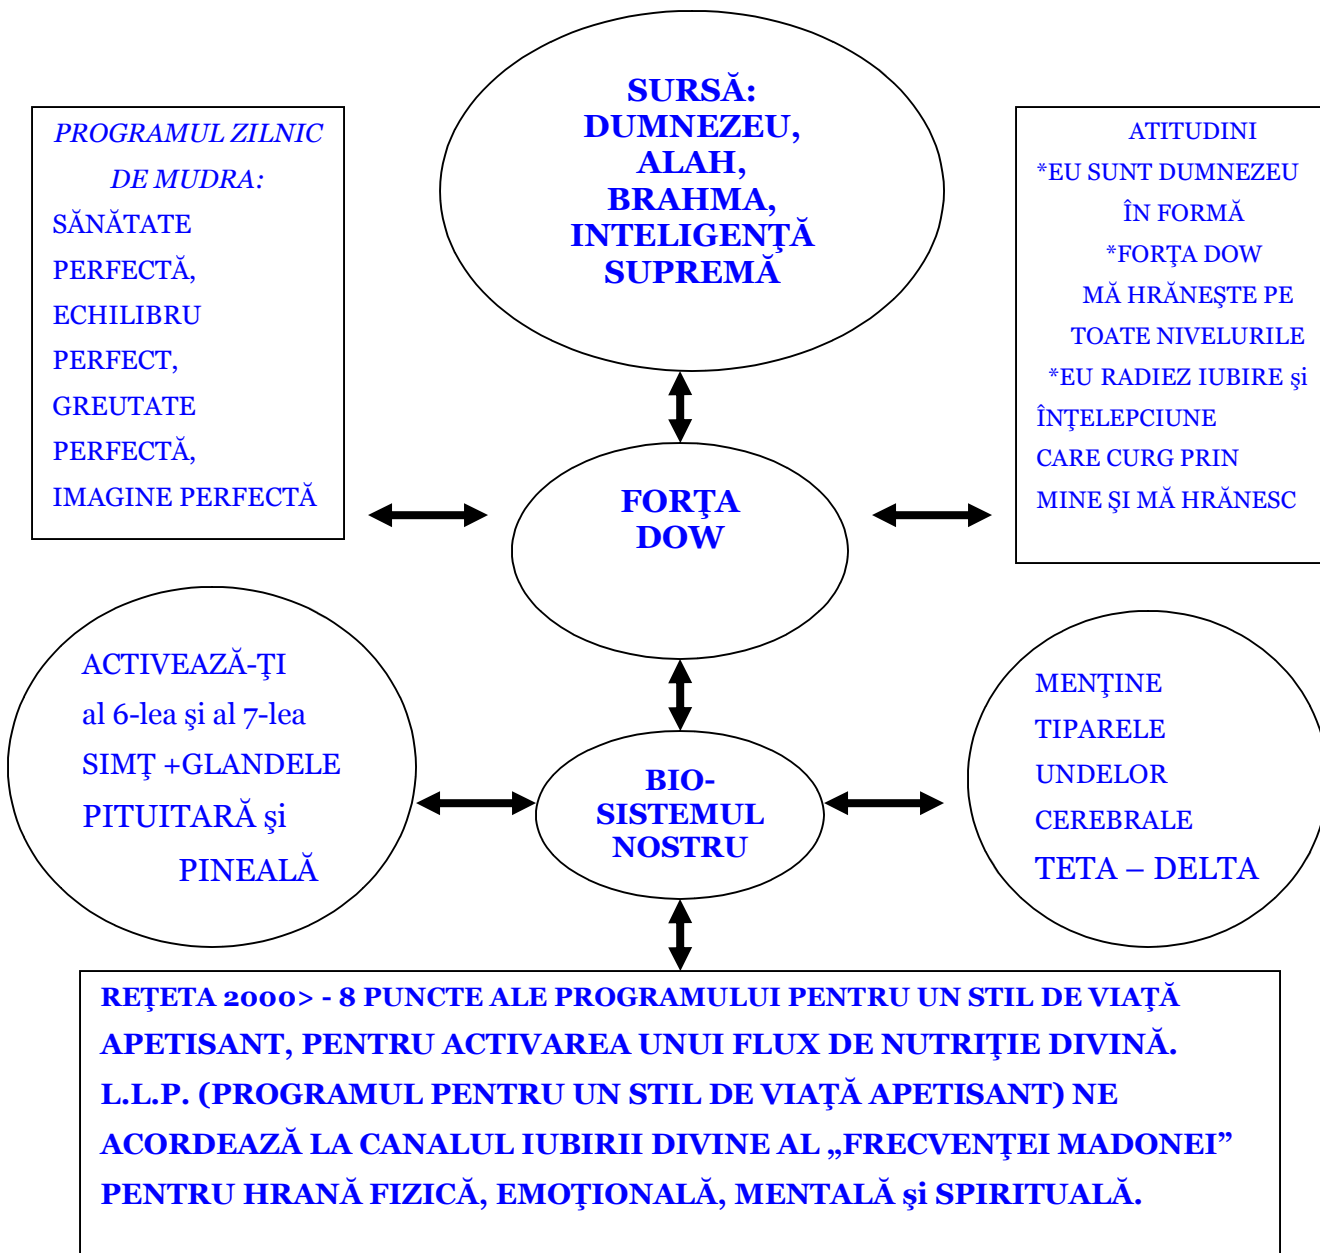 SURSĂ:
DUMNEZEU,
ALAH,
BRAHMA,
INTELIGENŢĂ
SUPREMĂ
PROGRAMUL ZILNIC
DE MUDRA:
SĂNĂTATE
PERFECTĂ,
ECHILIBRU
PERFECT,
GREUTATE
PERFECTĂ,
IMAGINE PERFECTĂ
ATITUDINI
*EU SUNT DUMNEZEU
ÎN FORMĂ
*FORŢA DOW
MĂ HRĂNEŞTE PE
TOATE NIVELURILE
*EU RADIEZ IUBIRE şi
ÎNŢELEPCIUNE
CARE CURG PRIN
MINE ŞI MĂ HRĂNESC
FORŢA
DOW
ACTIVEAZĂ-ŢI
al 6-lea şi al 7-lea
SIMŢ +GLANDELE
PITUITARĂ şi
PINEALĂ
BIO-
SISTEMUL
NOSTRU
MENŢINE
TIPARELE
UNDELOR
CEREBRALE
TETA – DELTA
REŢETA 2000> - 8 PUNCTE ALE PROGRAMULUI PENTRU UN STIL DE VIAŢĂ
APETISANT, PENTRU ACTIVAREA UNUI FLUX DE NUTRIŢIE DIVINĂ.
L.L.P. (PROGRAMUL PENTRU UN STIL DE VIAŢĂ APETISANT) NE
ACORDEAZĂ LA CANALUL IUBIRII DIVINE AL „FRECVENŢEI MADONEI”
PENTRU HRANĂ FIZICĂ, EMOŢIONALĂ, MENTALĂ şi SPIRITUALĂ.